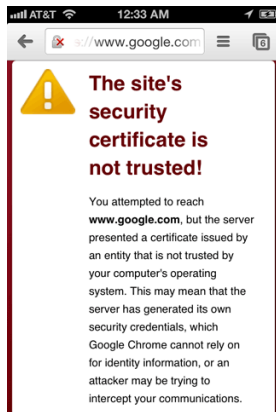 AT&T 12:33 AM
://www.google.com 6
The site's
security
certificate is
not trusted!
You attempted to reach
www.google.com, but the server
presented a certificate issued by
an entity that is not trusted by
your computer's operating
system. This may mean that the
server has generated its own
security credentials, which
Google Chrome cannot rely on
for identity information, or an
attacker may be trying to
intercept your communications.